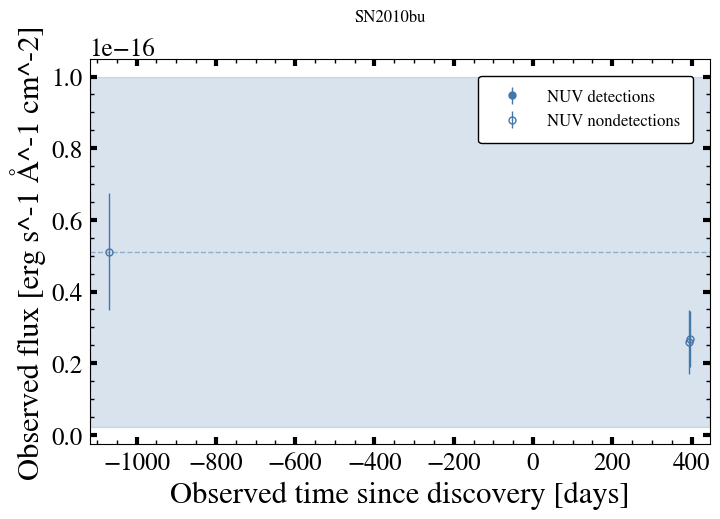 SN2010bu
1e−16
1.0
0.8
0.6
0.4
0.2
0.0
Observed flux [erg s^-1 Å^-1 cm^-2]
NUV detections
NUV nondetections
−1000 −800 −600 −400 −200 0 200 400
Observed time since discovery [days]